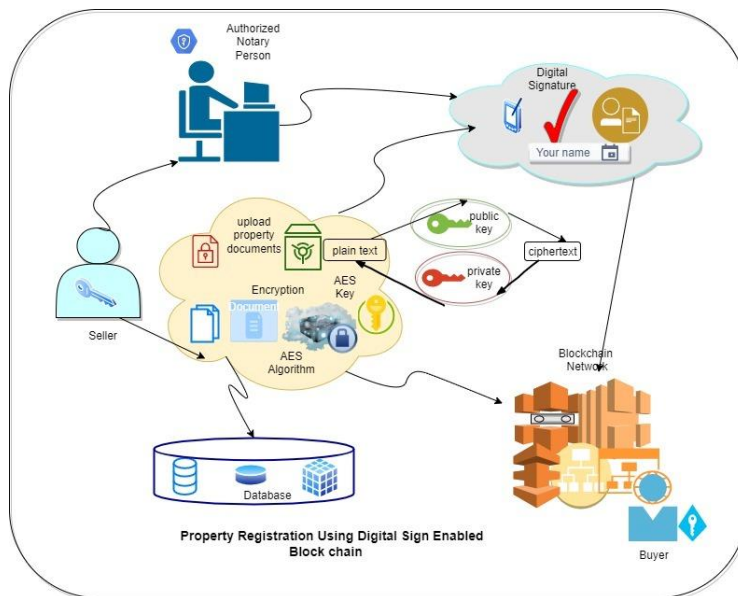 Authorized
Notary
Person
Digital
Signature
Your name
upload
property
documents
plain text
public
key
ciphertext
private
key
Encryption
AES
Key
Document
AES
Algorithm
Seller
Blockchain
Network
Database
Property Registration Using Digital Sign Enabled
Block chain
Buyer